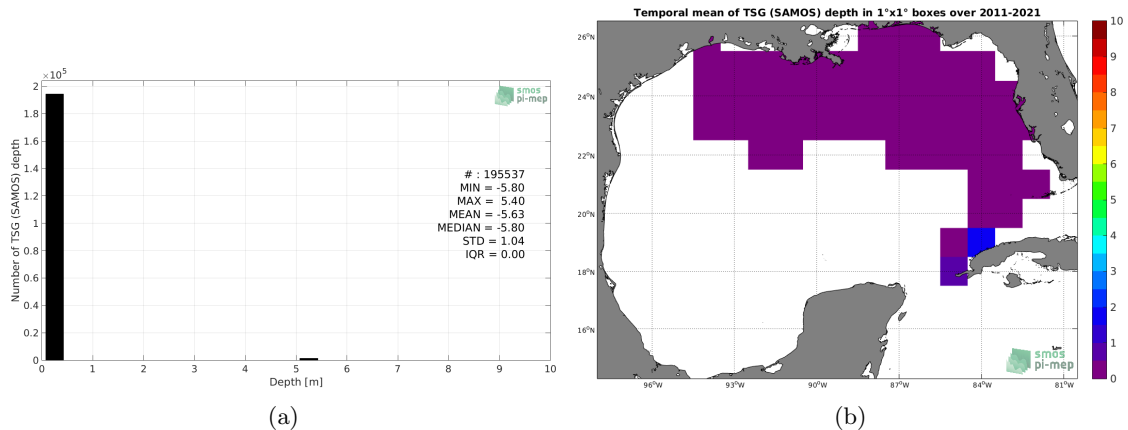 ×10⁵
2
1.8
1.6
1.4
1.2
1
0.8
0.6
0.4
0.2
0
Number of TSG (SAMOS) depth
smos
pi-mep
# : 195537
MIN = -5.80
MAX = 5.40
MEAN = -5.63
MEDIAN = -5.80
STD = 1.04
IQR = 0.00
0 1 2 3 4 5 6 7 8 9 10
Depth [m]
(a)
Temporal mean of TSG (SAMOS) depth in 1°x1° boxes over 2011-2021
26°N
24°N
22°N
20°N
18°N
16°N
96°W 93°W 90°W 87°W 84°W 81°W
smos
pi-mep
10
9
8
7
6
5
4
3
2
1
0
(b)